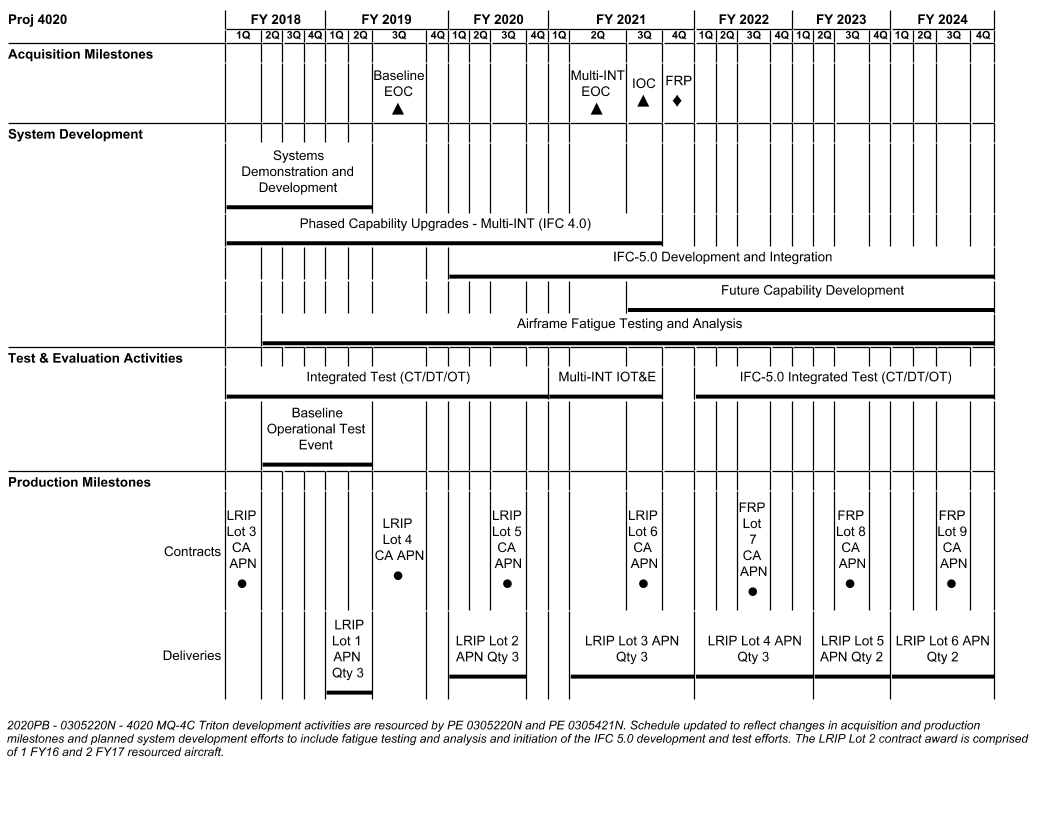 Proj 4020
FY 2018 FY 2019 FY 2020 FY 2021 FY 2022 FY 2023 FY 2024
1Q 2Q 3Q 4Q 1Q 2Q 3Q 4Q 1Q 2Q 3Q 4Q 1Q 2Q 3Q 4Q 1Q 2Q 3Q 4Q 1Q 2Q 3Q 4Q 1Q 2Q 3Q 4Q
Acquisition Milestones
Baseline
EOC
Multi-INT
EOC
IOC
FRP
System Development
Systems
Demonstration and
Development
Phased Capability Upgrades - Multi-INT (IFC 4.0)
IFC-5.0 Development and Integration
Future Capability Development
Airframe Fatigue Testing and Analysis
Test & Evaluation Activities
Integrated Test (CT/DT/OT)
Multi-INT IOT&E
IFC-5.0 Integrated Test (CT/DT/OT)
Baseline
Operational Test
Event
Production Milestones
Contracts
LRIP
Lot 3
CA
APN
LRIP
Lot 4
CA APN
LRIP
Lot 5
CA
APN
LRIP
Lot 6
CA
APN
FRP
Lot
7
CA
APN
FRP
Lot 8
CA
APN
FRP
Lot 9
CA
APN
Deliveries
LRIP
Lot 1
APN
Qty 3
LRIP Lot 2
APN Qty 3
LRIP Lot 3 APN
Qty 3
LRIP Lot 4 APN
Qty 3
LRIP Lot 5
APN Qty 2
LRIP Lot 6 APN
Qty 2
2020PB - 0305220N - 4020 MQ-4C Triton development activities are resourced by PE 0305220N and PE 0305421N. Schedule updated to reflect changes in acquisition and production
milestones and planned system development efforts to include fatigue testing and analysis and initiation of the IFC 5.0 development and test efforts. The LRIP Lot 2 contract award is comprised
of 1 FY16 and 2 FY17 resourced aircraft.